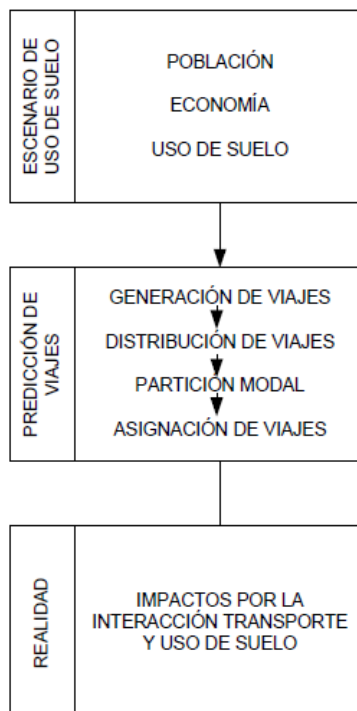 ESCENARIO DE
USO DE SUELO
POBLACIÓN
ECONOMÍA
USO DE SUELO
PREDICCIÓN DE
VIAJES
GENERACIÓN DE VIAJES
DISTRIBUCIÓN DE VIAJES
PARTICIÓN MODAL
ASIGNACIÓN DE VIAJES
REALIDAD
IMPACTOS POR LA
INTERACCIÓN TRANSPORTE
Y USO DE SUELO